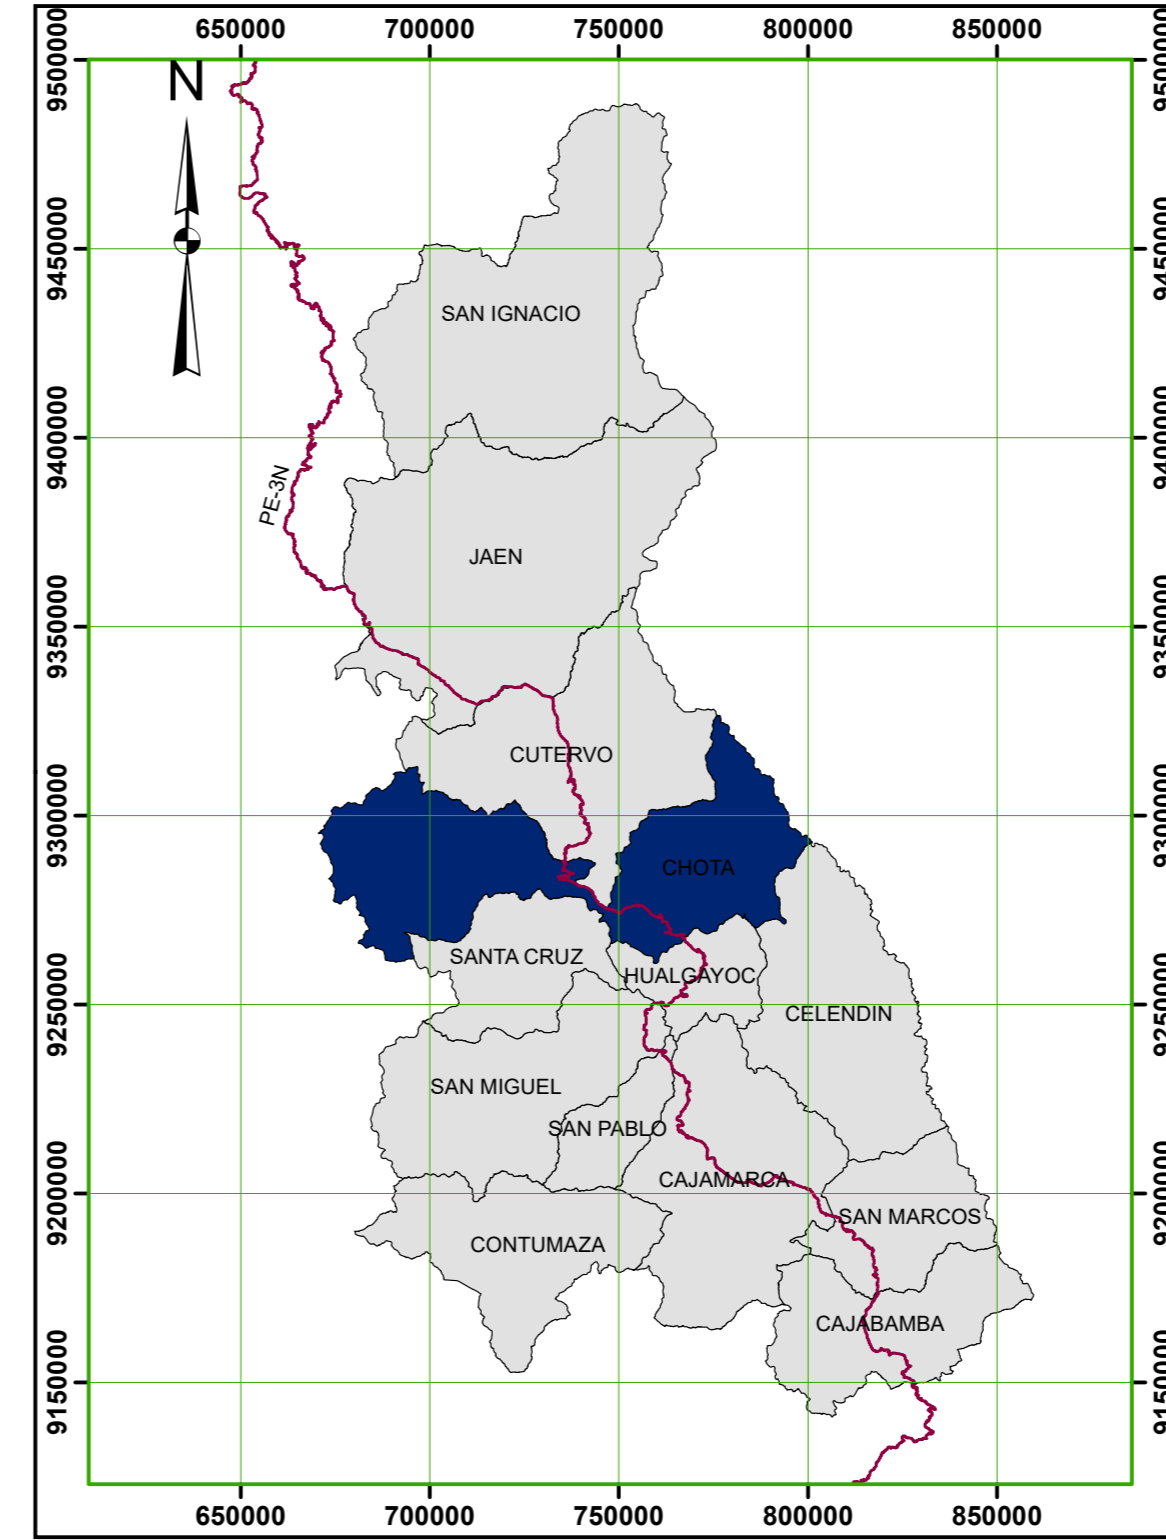 650000 700000 750000 800000 850000
N
9500000
9450000
9400000
9350000
9300000
9250000
9200000
9150000
SAN IGNACIO
PE-3N
JAEN
CUTERVO
CHOTA
SANTA CRUZ
HUALGAYOC
CELENDIN
SAN MIGUEL
SAN PABLO
CAJAMARCA
SAN MARCOS
CONTUMAZA
CAJABAMBA
650000 700000 750000 800000 850000